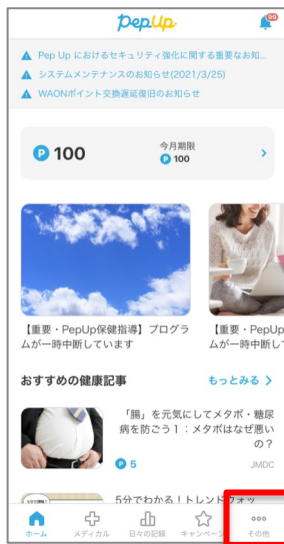 PepUp
99
Pep Up におけるセキュリティ強化に関する重要なお知...
システムメンテナンスのお知らせ(2021/3/25)
WAONポイント交換遅延復旧のお知らせ
P 100
今月期限
P 100
【重要・PepUp保健指導】プログラ
ムが一時中断しています
【重要・PepUp
ムが一時中断し
おすすめの健康記事
もっとみる
「腸」を元気にしてメタボ・糖尿
病を防ごう1：メタボはなぜ悪い
の？
P 5
JMDC
5分でわかる！トレンドウォッ
ホーム
メディカル
日々の記録
キャンペーン
その他